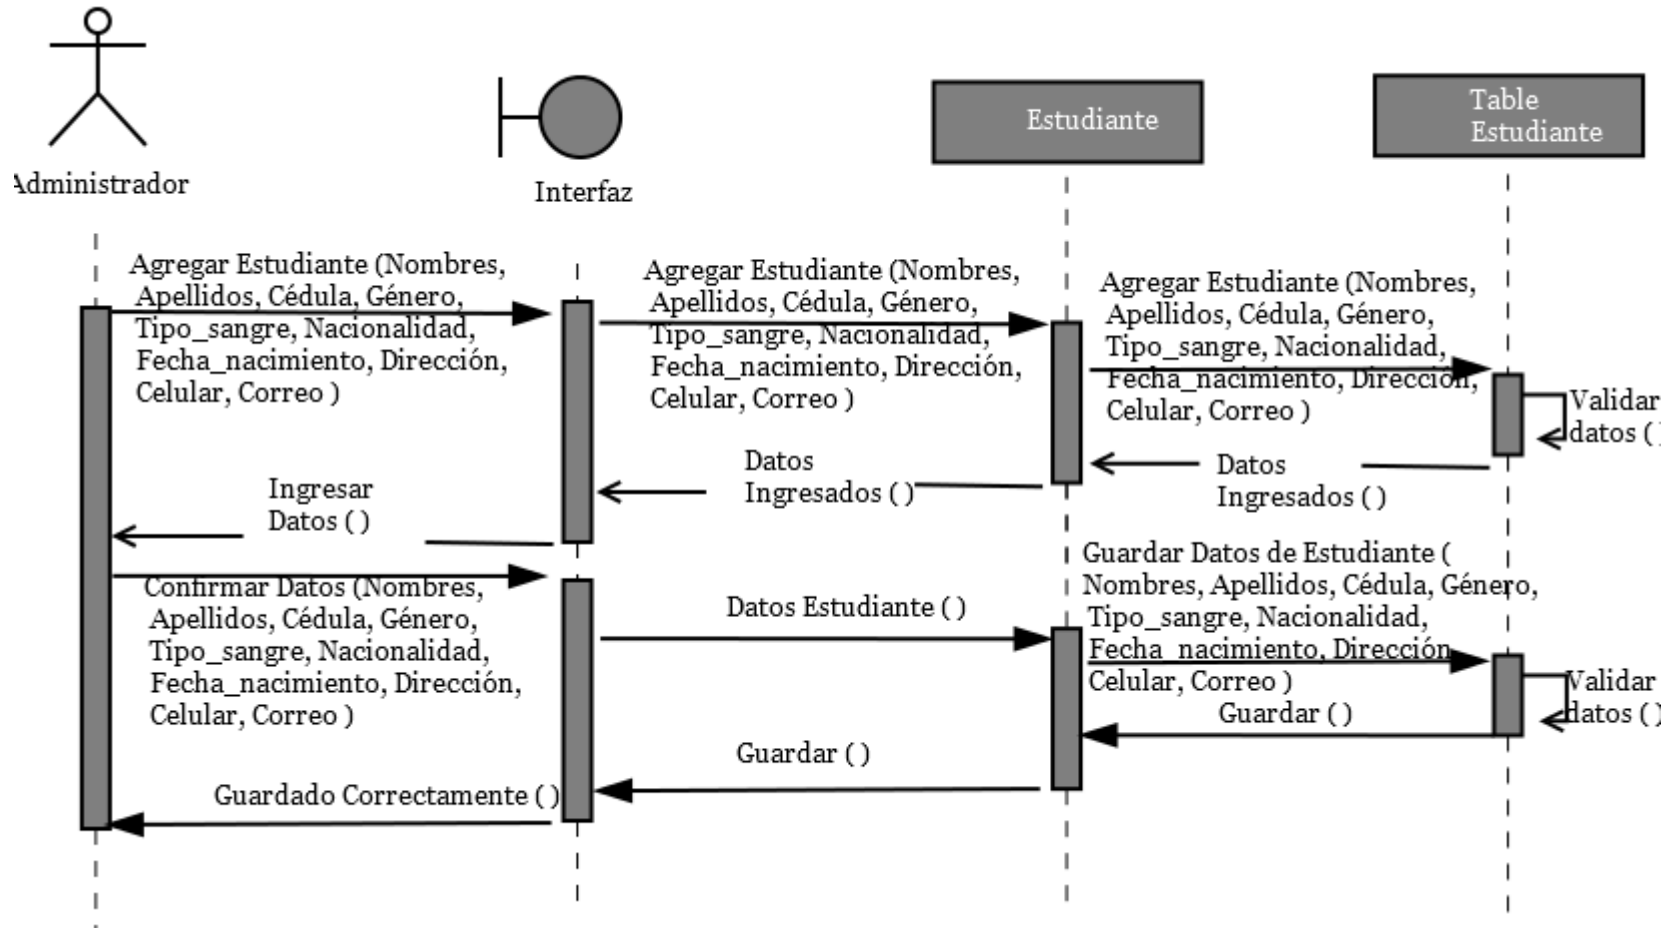 Administrador
Interfaz
Estudiante
Table
Estudiante
Agregar Estudiante (Nombres,
Apellidos, Cédula, Género,
Tipo_sangre, Nacionalidad,
Fecha_nacimiento, Dirección,
Celular, Correo )
Agregar Estudiante (Nombres,
Apellidos, Cédula, Género,
Tipo_sangre, Nacionalidad,
Fecha_nacimiento, Dirección,
Celular, Correo )
Agregar Estudiante (Nombres,
Apellidos, Cédula, Género,
Tipo_sangre, Nacionalidad,
Fecha_nacimiento, Dirección,
Celular, Correo )
Validar
datos ( )
Datos
Ingresados ( )
Datos
Ingresados ( )
Ingresar
Datos ( )
Confirmar Datos (Nombres,
Apellidos, Cédula, Género,
Tipo_sangre, Nacionalidad,
Fecha_nacimiento, Dirección,
Celular, Correo )
Datos Estudiante ( )
Guardar Datos de Estudiante (
Nombres, Apellidos, Cédula, Género,
Tipo_sangre, Nacionalidad,
Fecha_nacimiento, Dirección,
Celular, Correo )
Validar
datos ( )
Guardar ( )
Guardar ( )
Guardado Correctamente ( )